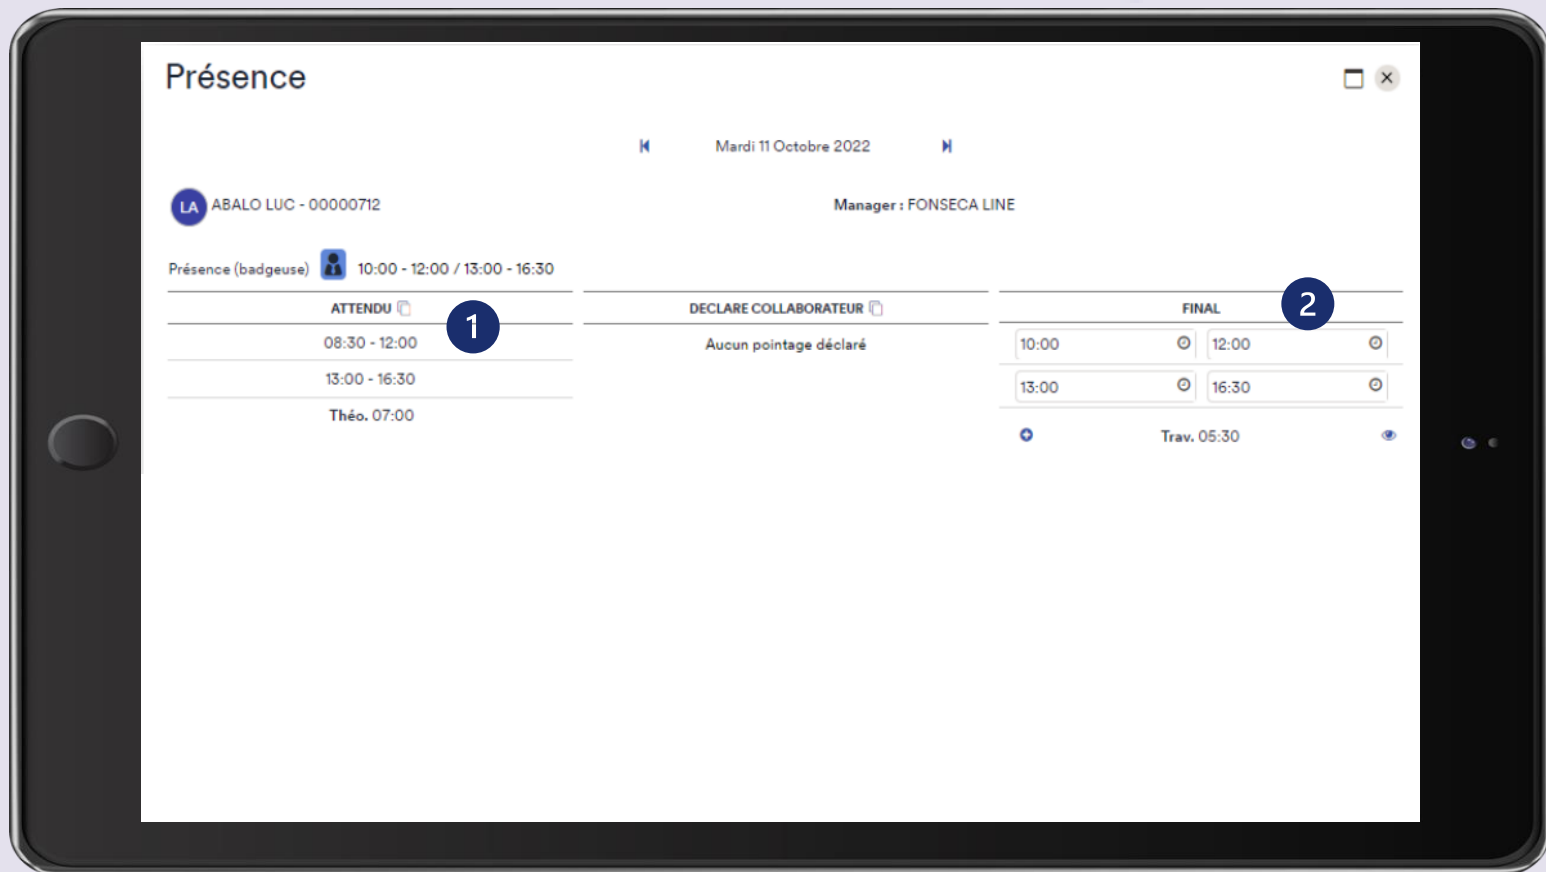 Présence
Mardi 11 Octobre 2022
LA ABALO LUC - 00000712
Manager : FONSECA LINE
Présence (badgeuse) 10:00 - 12:00 / 13:00 - 16:30
ATTENDU 1
DECLARE COLLABORATEUR
FINAL 2
08:30 - 12:00
Aucun pointage déclaré
10:00 12:00
13:00 - 16:30
13:00 16:30
Théo. 07:00
Trav. 05:30